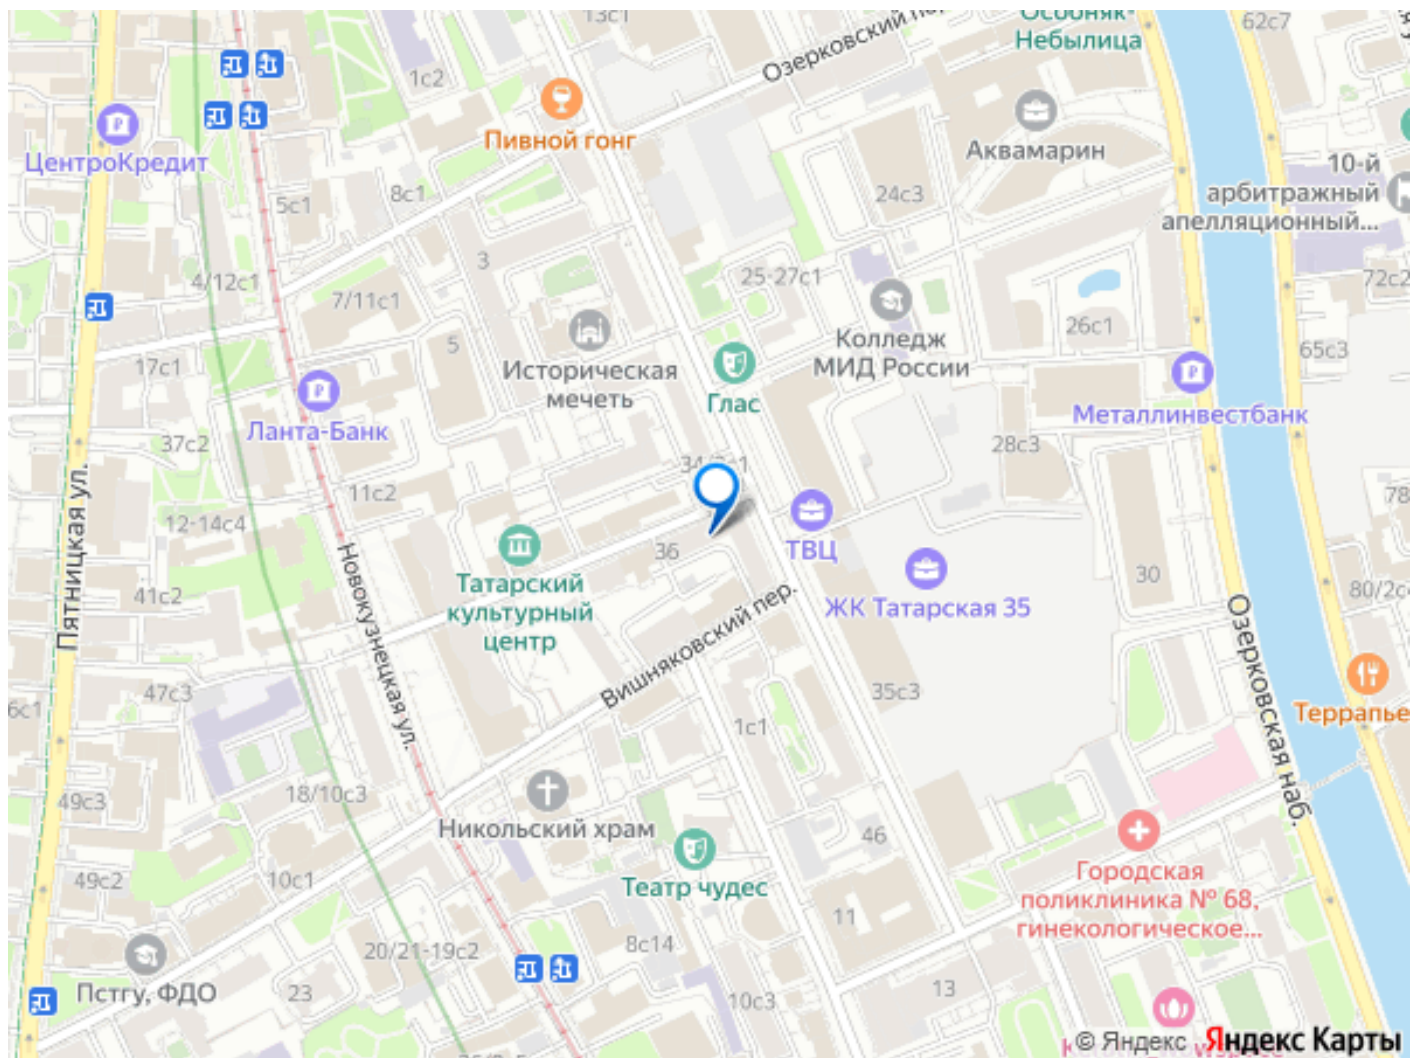 13с1
Озерковский пер.
Особняк-
Небылица
62с7
1с2
Пивной гонг
ЦентроКредит
Аквамарин
10-й
арбитражный
апелляционный...
8с1
5с1
24с3
3
4/12с1
7/11с1
25-27с1
72с2
26с1
5
Историческая
мечеть
Колледж
МИД России
65с3
17с1
Глас
Ланта-Банк
Металлинвестбанк
37с2
28с3
11с2
78
12-14с4
Пятницкая ул.
36
ТВЦ
Татарский
культурный
центр
Новокузнецкая ул.
ЖК Татарская 35
30
41с2
80/2с4
Вишняковский пер.
Озерковская наб.
47с3
6с1
35с3
1с1
Террапье
18/10с3
49с3
Никольский храм
46
Театр чудес
Городская
поликлиника № 68,
гинекологическое...
49с2
10с1
11
20/21-19с2
8с14
Пстгу, ФДО
23
10с3
13
© Яндекс Яндекс Карты